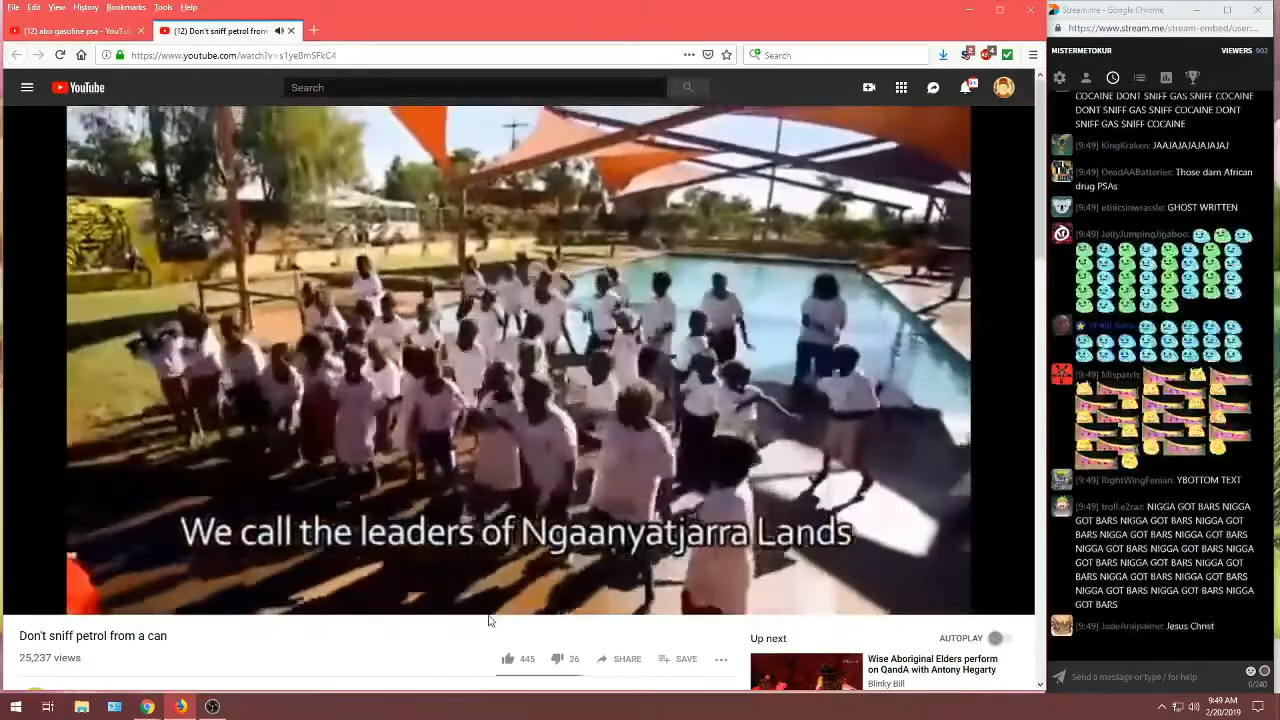 File Edit View History Bookmarks Tools Help
(12) abo gasoline psa - YouTu
(12) Don't sniff petrol from
https://www.youtube.com/watch?v=s1yeBmSFkC4
Search
YouTube
Search
9+
We call the leaders of Ngaanyatjarra Lands
Don't sniff petrol from a can
25,237 views
445
26
SHARE
SAVE
Up next
AUTOPLAY
Wise Aboriginal Elders perform
on QandA with Antony Hegarty
Blinky Bill
Stream.me - Google Chrome
https://www.stream.me/stream-embed/user:...
MISTERMETOKUR
VIEWERS 902
COCAINE DONT SNIFF GAS SNIFF COCAINE
DONT SNIFF GAS SNIFF COCAINE DONT
SNIFF GAS SNIFF COCAINE
[9:49] KingKraken: JAAJAJAJAJAJAJ
[9:49] DeadAABatteries: Those darn African
drug PSAs
[9:49] ethicsinwrassle: GHOST WRITTEN
[9:49] JollyJumpingJigaboo:
[9:49] Mispatch:
[9:49] RightWingFenian: YBOTTOM TEXT
[9:49] troll.e2raz: NIGGA GOT BARS NIGGA
GOT BARS NIGGA GOT BARS NIGGA GOT
BARS NIGGA GOT BARS NIGGA GOT BARS
NIGGA GOT BARS NIGGA GOT BARS NIGGA
GOT BARS NIGGA GOT BARS NIGGA GOT
BARS NIGGA GOT BARS NIGGA GOT BARS
NIGGA GOT BARS NIGGA GOT BARS NIGGA
GOT BARS
[9:49] JadeAraipaime: Jesus Christ
Send a message or type / for help
0/240
9:49 AM
2/20/2019